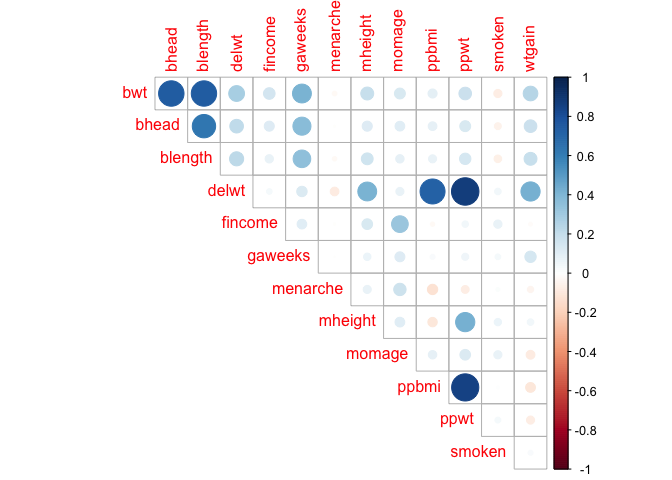 bhead
blength
delwt
fincome
gaweeks
menarche
mheight
momage
ppbmi
ppwt
smoken
wtgain
bwt
bhead
blength
delwt
fincome
gaweeks
menarche
mheight
momage
ppbmi
ppwt
smoken
1
0.8
0.6
0.4
0.2
0
-0.2
-0.4
-0.6
-0.8
-1